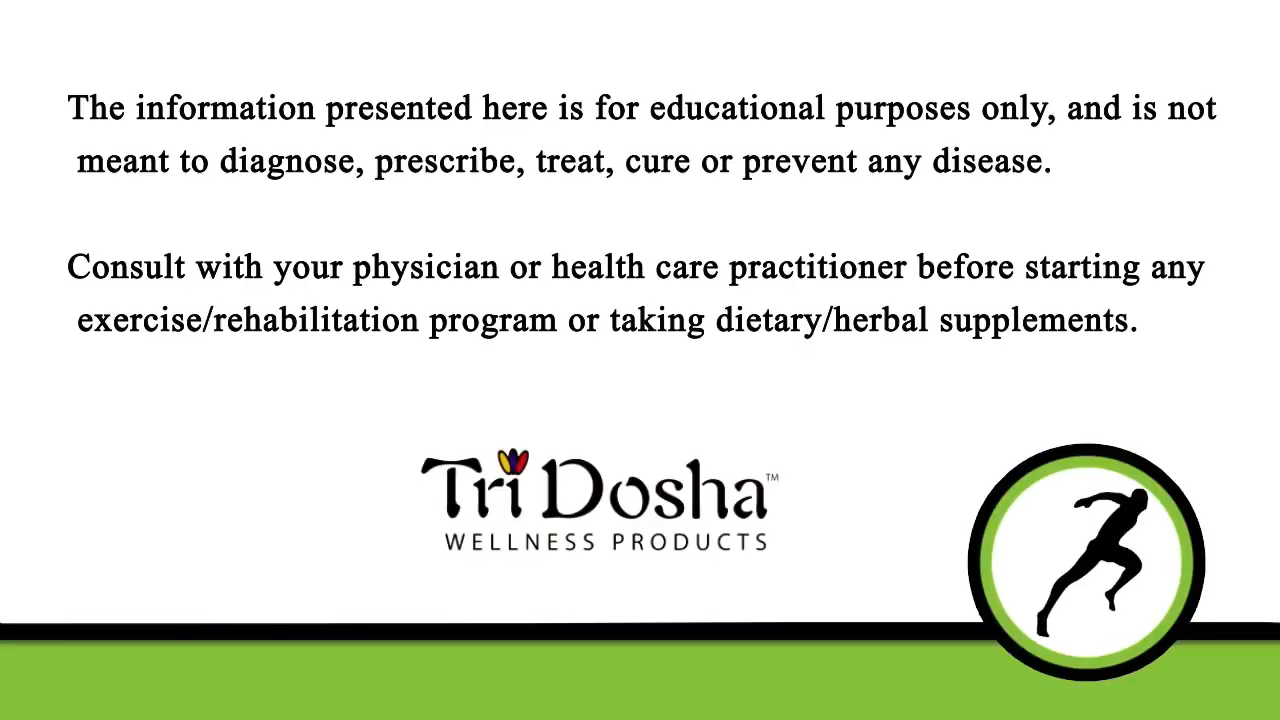 The information presented here is for educational purposes only, and is not
meant to diagnose, prescribe, treat, cure or prevent any disease.
Consult with your physician or health care practitioner before starting any
exercise/rehabilitation program or taking dietary/herbal supplements.
Tri Dosha™
WELLNESS PRODUCTS